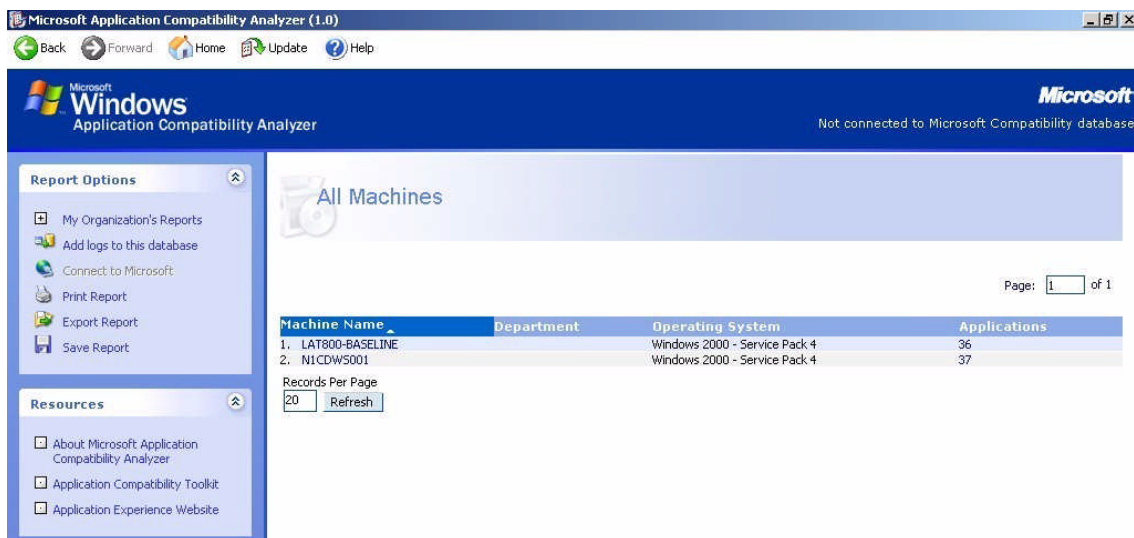 Microsoft Application Compatibility Analyzer (1.0)
Back Forward Home Update Help
Microsoft
Windows
Application Compatibility Analyzer
Microsoft
Not connected to Microsoft Compatibility database
Report Options
My Organization's Reports
Add logs to this database
Connect to Microsoft
Print Report
Export Report
Save Report
Resources
About Microsoft Application
Compatibility Analyzer
Application Compatibility Toolkit
Application Experience Website
All Machines
Page: 1 of 1
Machine Name Department Operating System Applications
1. LAT800-BASELINE Windows 2000 - Service Pack 4 36
2. N1CDWS001 Windows 2000 - Service Pack 4 37
Records Per Page
20 Refresh